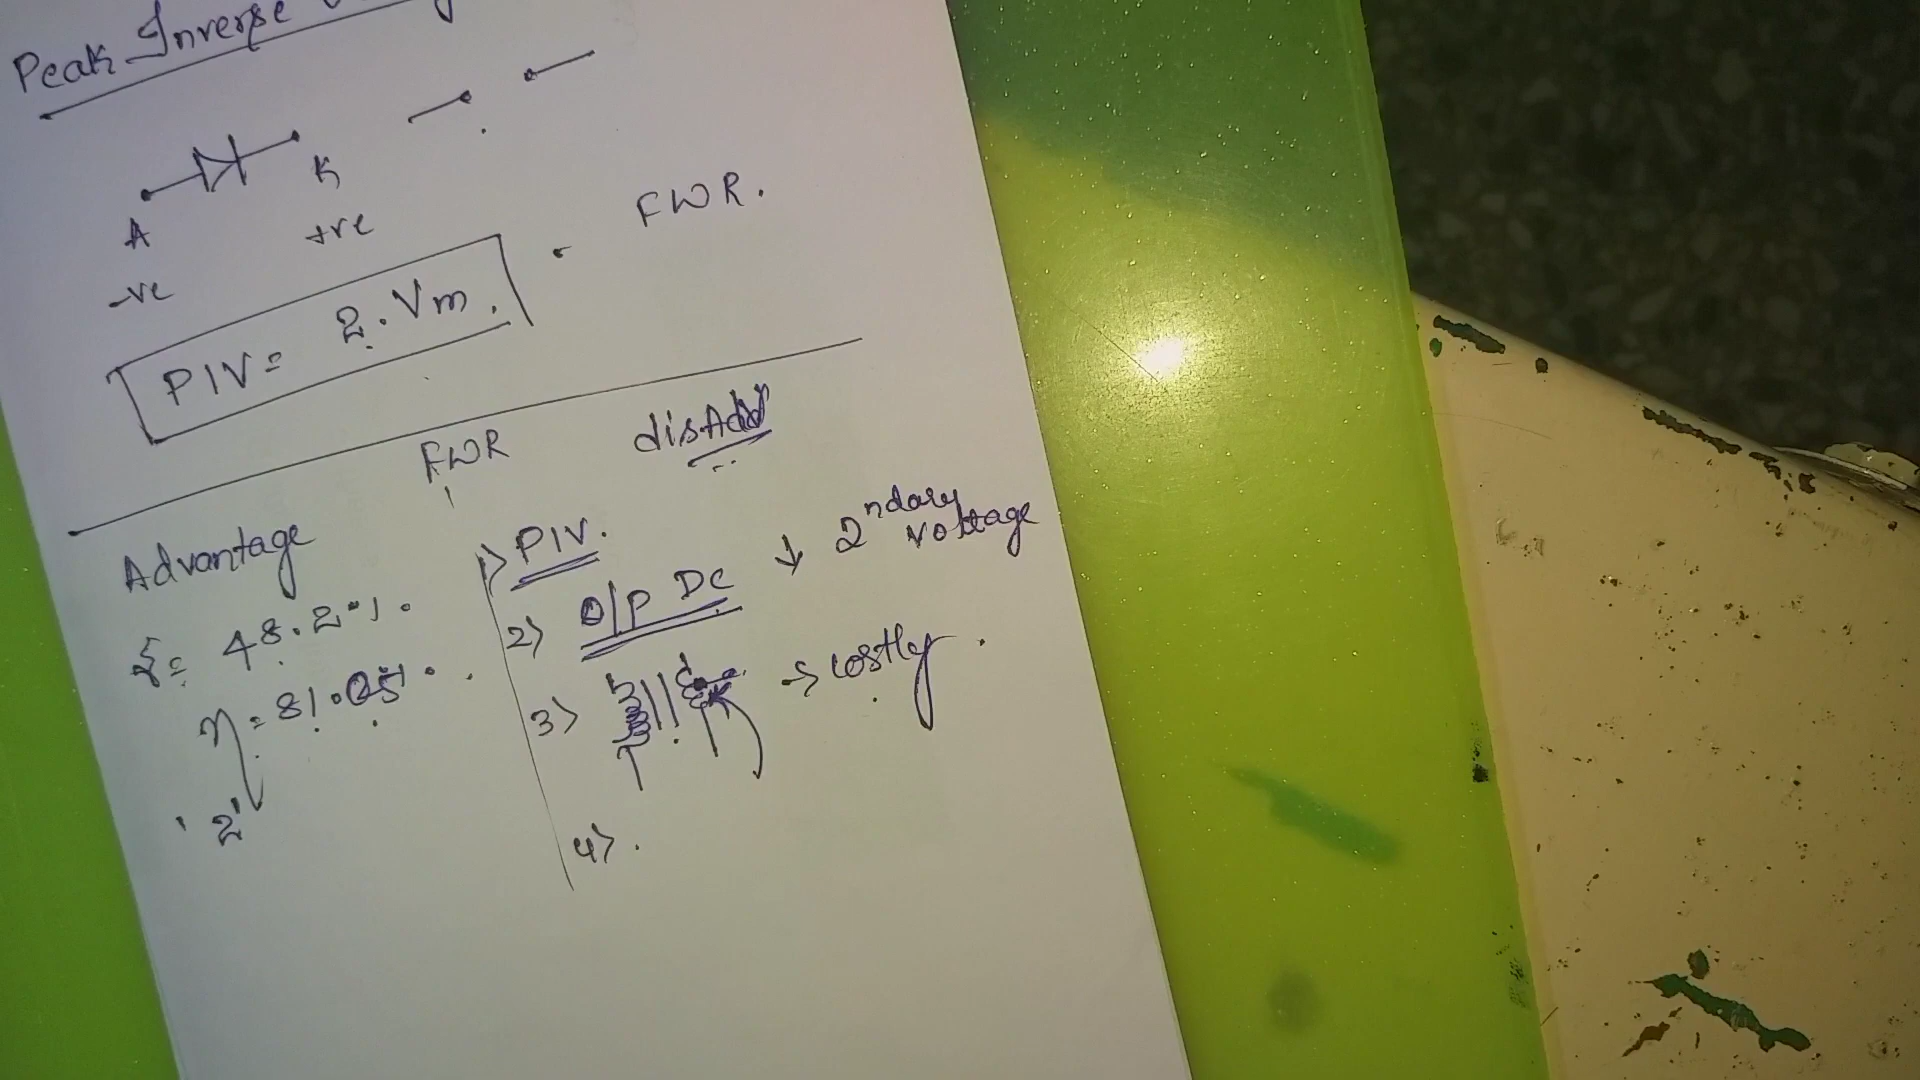 Peak Inverse
A
K
-ve
+ve
FWR.
PIV = 2.Vm.
FWR
disAdv
Advantage
= 48.2%.
η = 81.05%.
2
1) PIV.
2) O/P DC ↓ 2ndary voltage
3) → costly.
4).